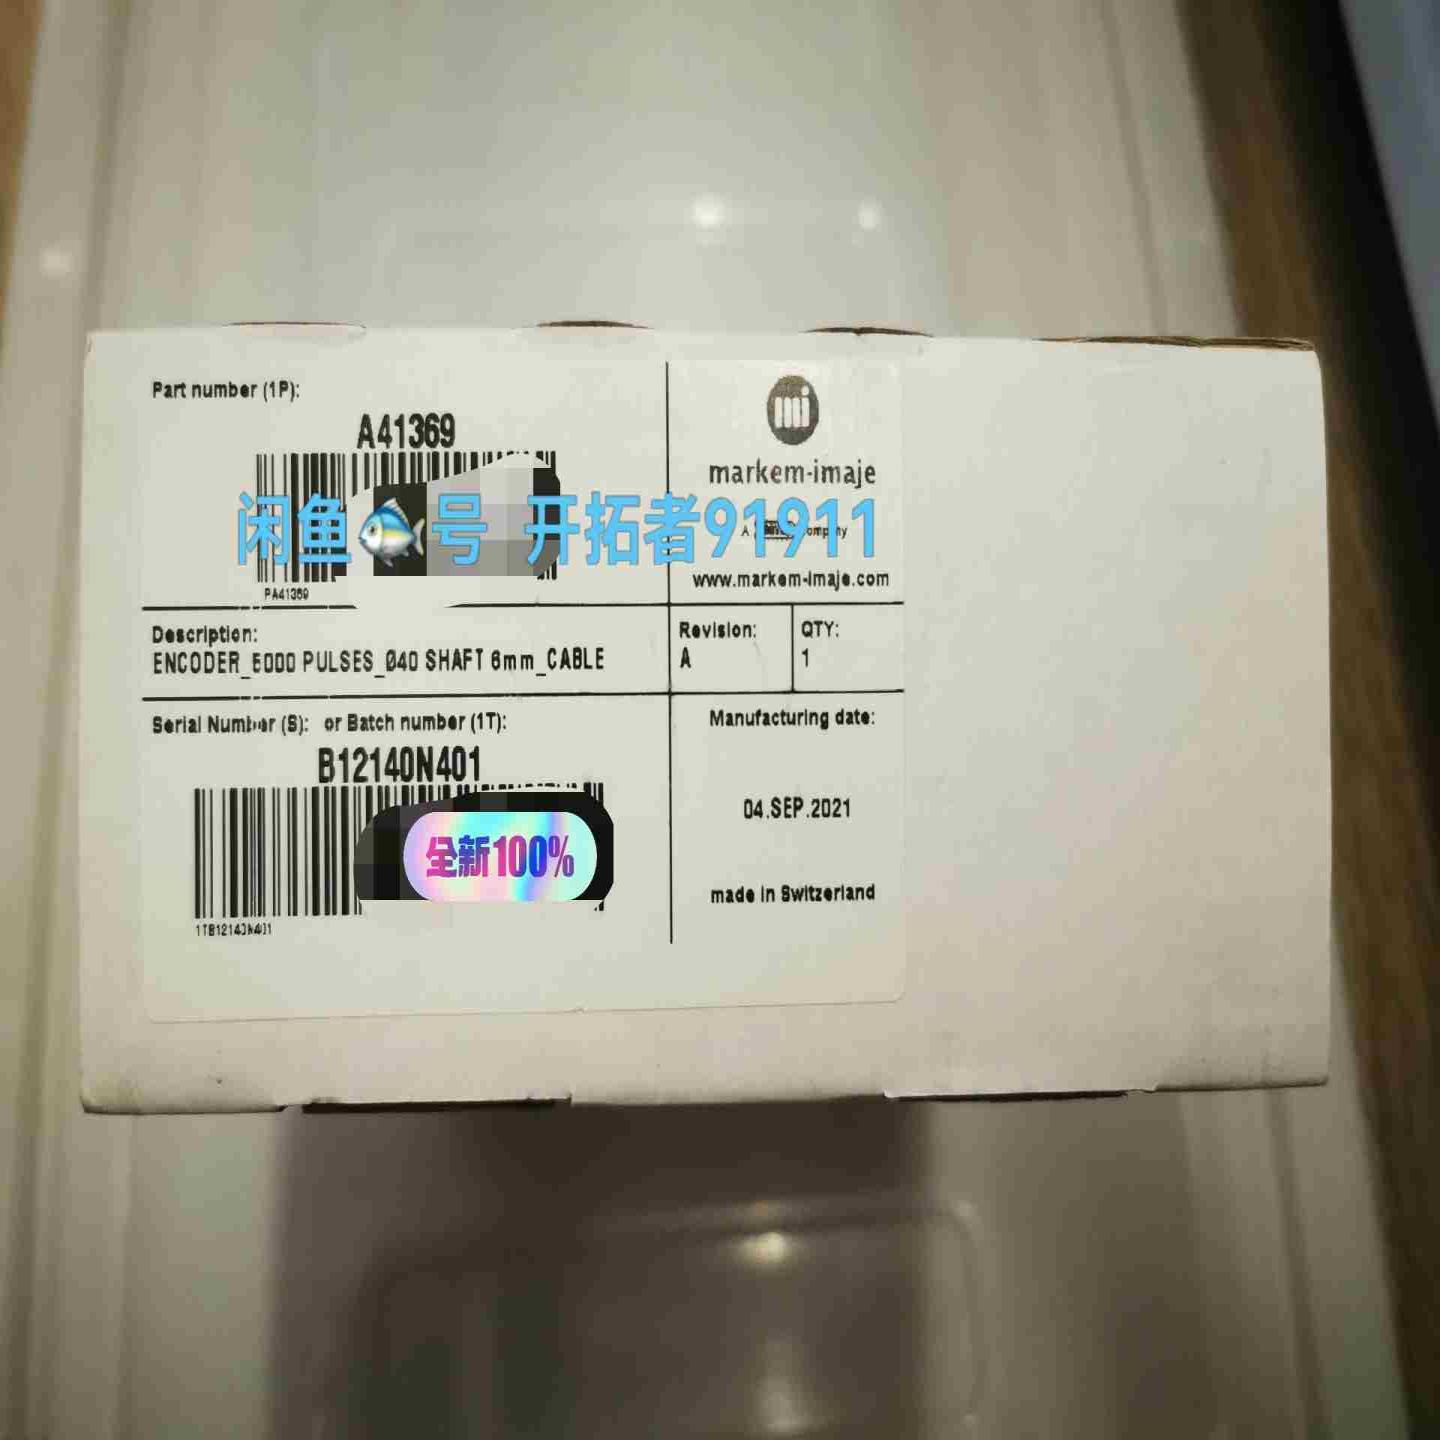 Part number (1P):
A41369
PA41369
markem-imaje
A company
www.markem-imaje.com
闲鱼🐠号 开拓者91911
Description:
ENCODER_5000 PULSES_Ø40 SHAFT 6mm_CABLE
Revision:
A
QTY:
1
Serial Number (S): or Batch number (1T):
B12140N401
全新100%
1TB12140N401
Manufacturing date:
04.SEP.2021
made in Switzerland